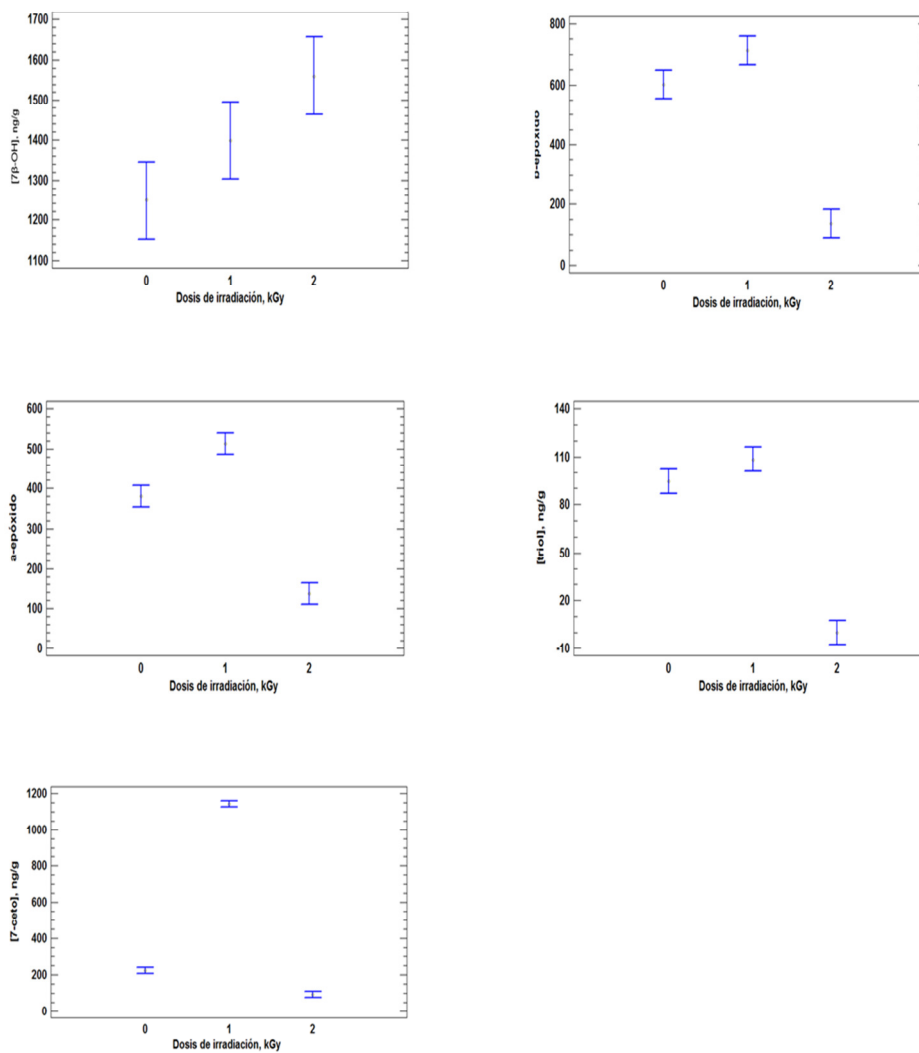 [7β-OH], ng/g
1700
1600
1500
1400
1300
1200
1100
0 1 2
Dosis de irradiación, kGy
-epóxido
800
600
400
200
0
0 1 2
Dosis de irradiación, kGy
a-epóxido
600
500
400
300
200
100
0
0 1 2
Dosis de irradiación, kGy
[triol], ng/g
140
110
80
50
20
-10
0 1 2
Dosis de irradiación, kGy
[7-ceto], ng/g
1200
1000
800
600
400
200
0
0 1 2
Dosis de irradiación, kGy